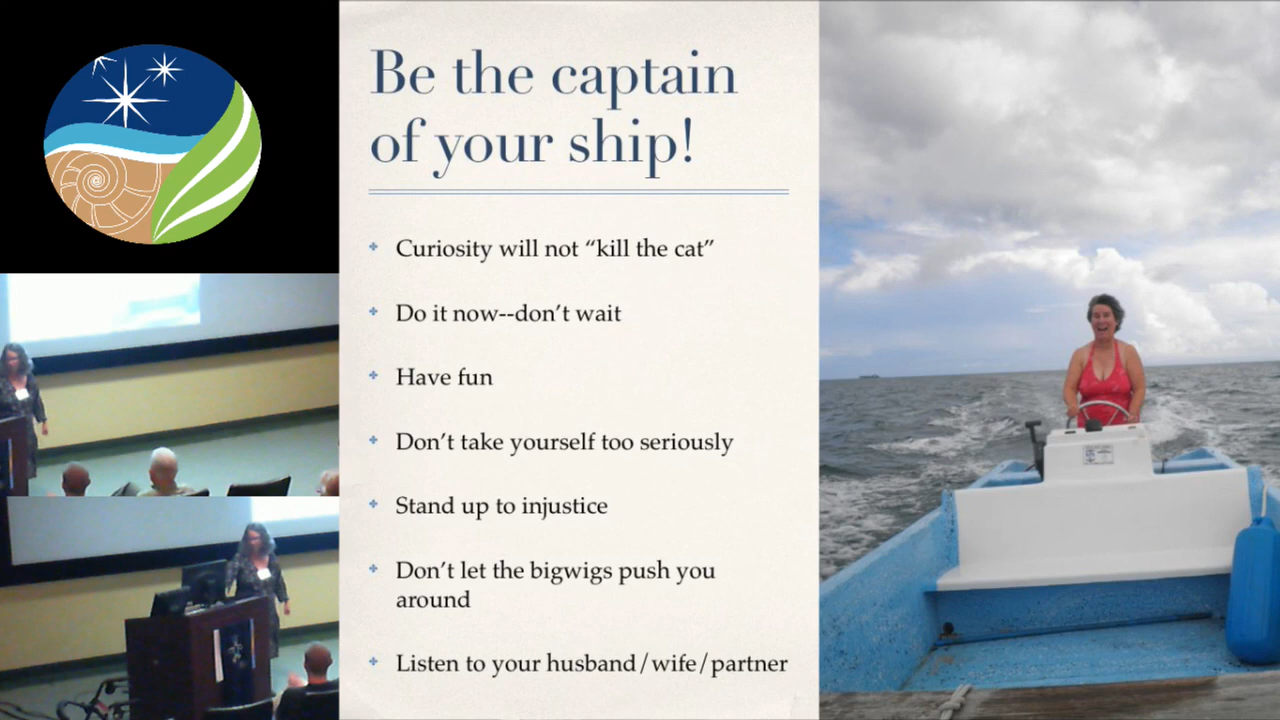 Be the captain
of your ship!
Curiosity will not “kill the cat”
Do it now--don’t wait
Have fun
Don’t take yourself too seriously
Stand up to injustice
Don’t let the bigwigs push you
around
Listen to your husband/wife/partner